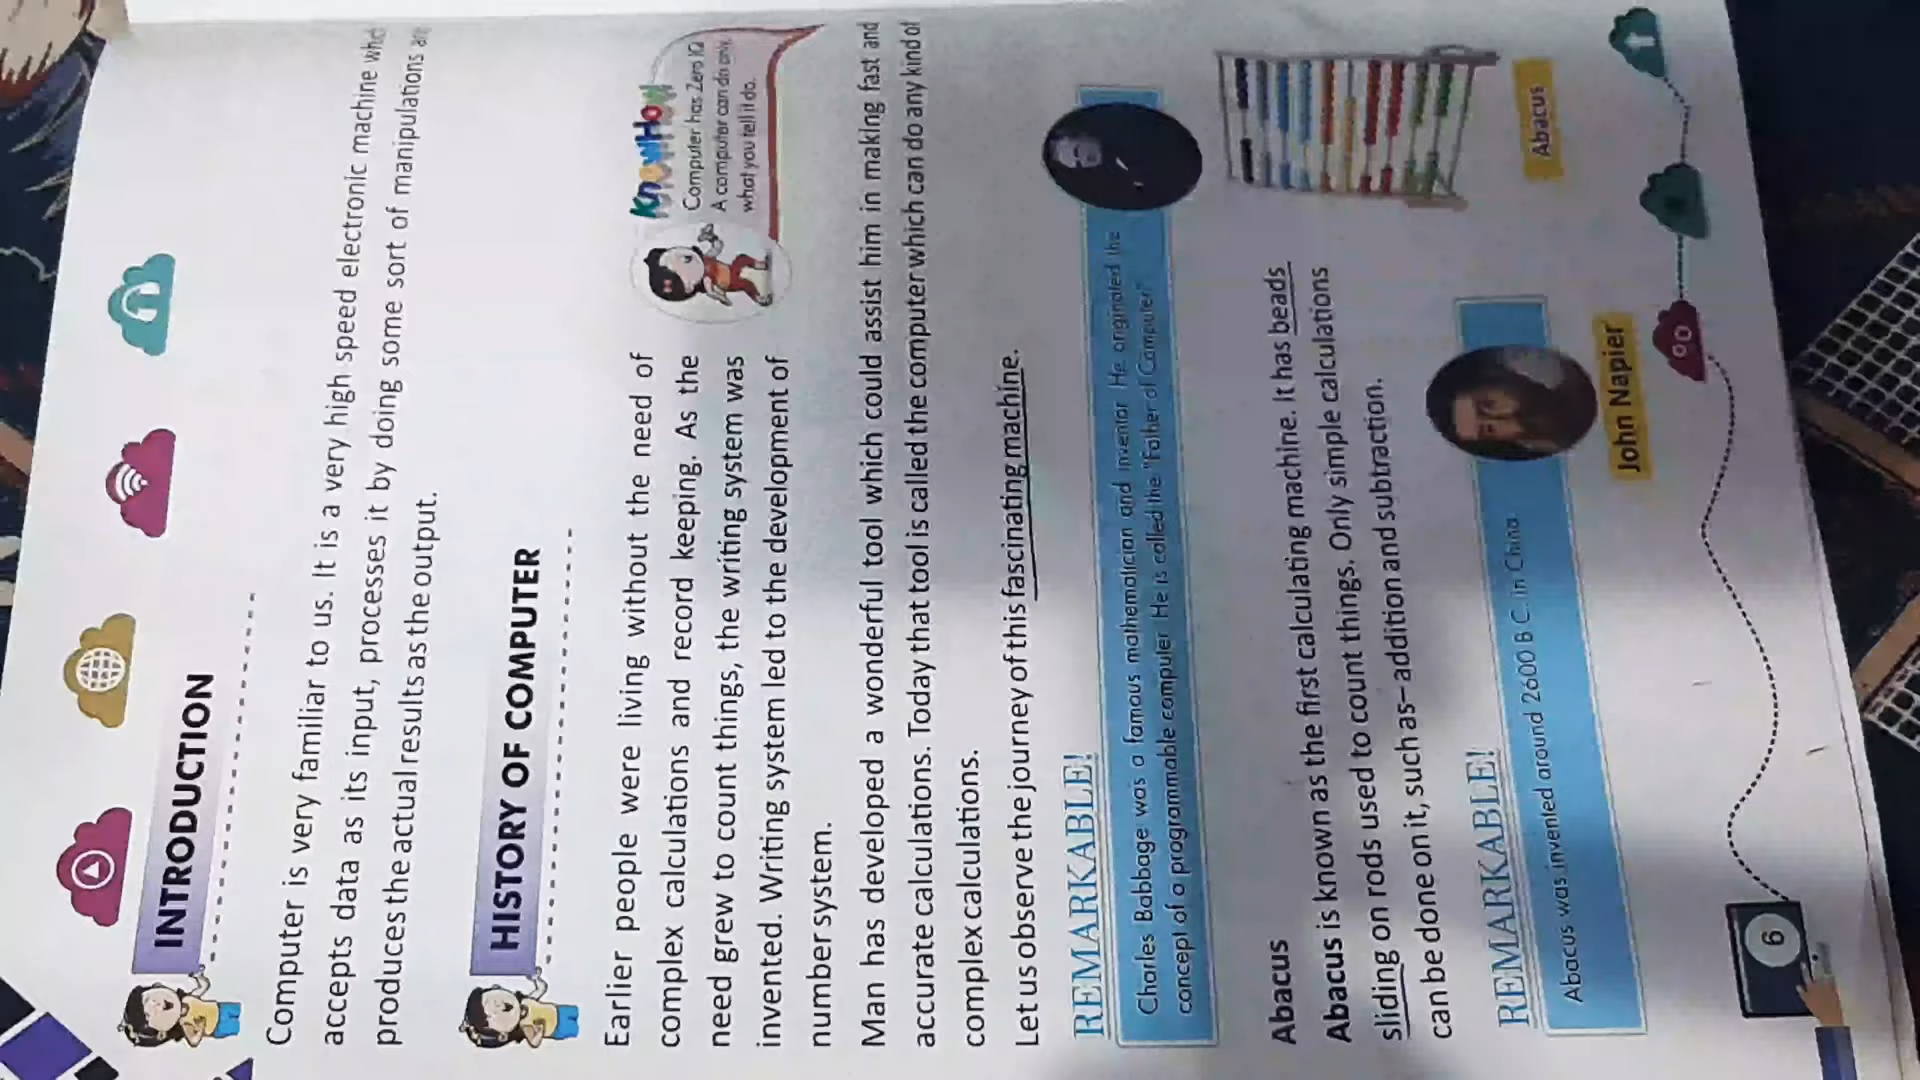 INTRODUCTION
Computer is very familiar to us. It is a very high speed electronic machine
accepts data as its input, processes it by doing some sort of manipulations
produces the actual results as the output.
HISTORY OF COMPUTER
Earlier people were living without the need of
complex calculations and record keeping. As the
need grew to count things, the writing system was
invented. Writing system led to the development of
number system.
KnowHow
Computer has Zero IQ
A computer can do only
what you tell it do.
Man has developed a wonderful tool which could assist him in making fast and
accurate calculations. Today that tool is called the computer which can do any kind of
complex calculations.
Let us observe the journey of this fascinating machine.
REMARKABLE!
Charles Babbage was a famous mathematician and inventor. He originated the
concept of a programmable computer. He is called the "Father of Computer"
Abacus
Abacus is known as the first calculating machine. It has beads
sliding on rods used to count things. Only simple calculations
can be done on it, such as– addition and subtraction.
Abacus
REMARKABLE!
Abacus was invented around 2600 B.C. in China
John Napier
6